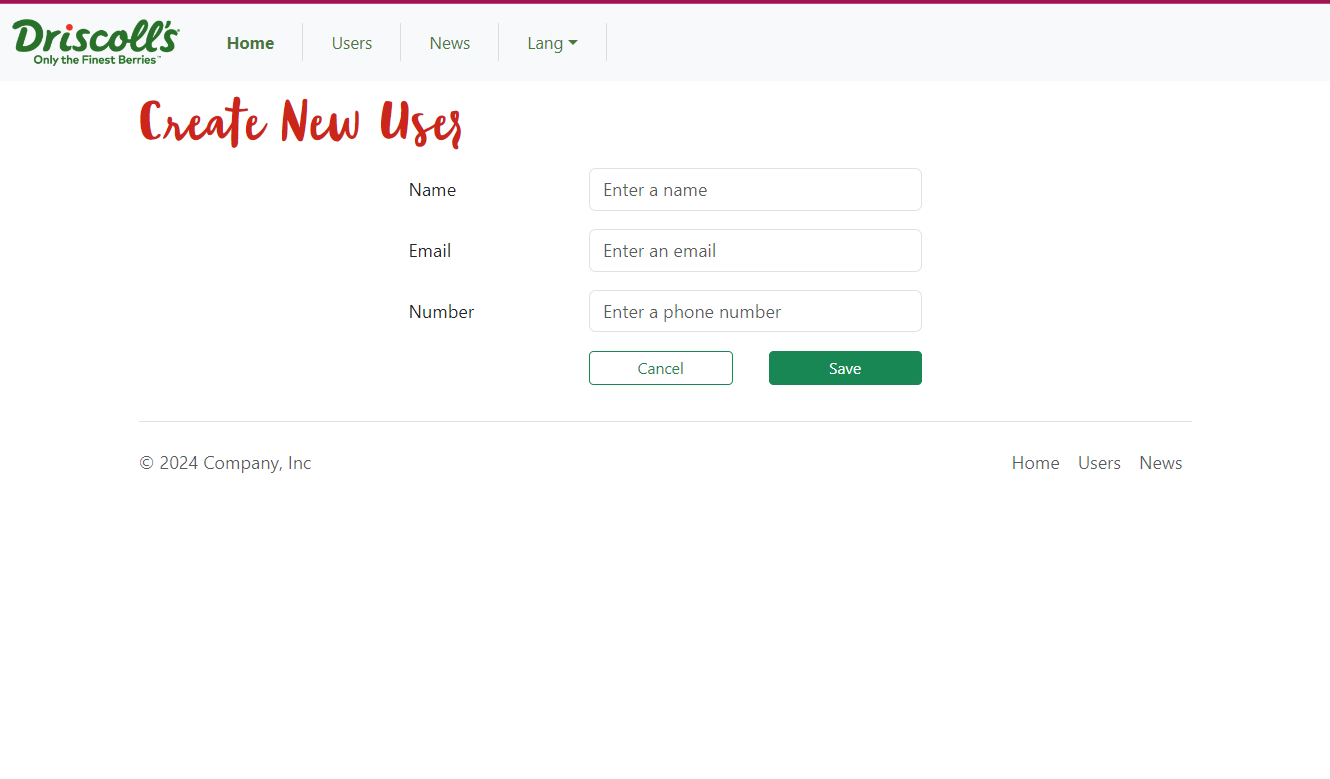 Driscoll's
Only the Finest Berries™
Home Users News Lang
Create New User
Name Enter a name
Email Enter an email
Number Enter a phone number
Cancel Save
© 2024 Company, Inc Home Users News